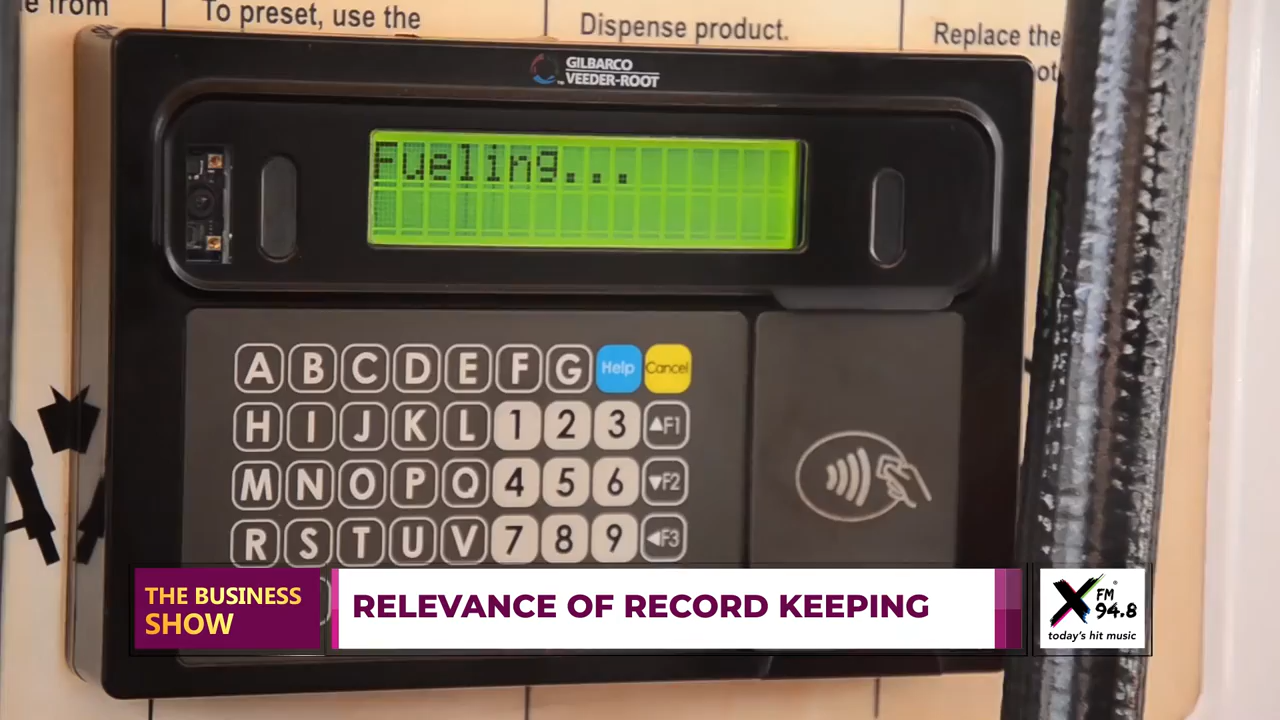 e from
To preset, use the
Dispense product.
Replace the
GILBARCO
VEEDER-ROOT
Fueling...
A B C D E F G Help Cancel
H I J K L 1 2 3 ▲F1
M N O P Q 4 5 6 ▼F2
R S T U V 7 8 9 ◀F3
THE BUSINESS
SHOW
RELEVANCE OF RECORD KEEPING
X FM
94.8
today's hit music